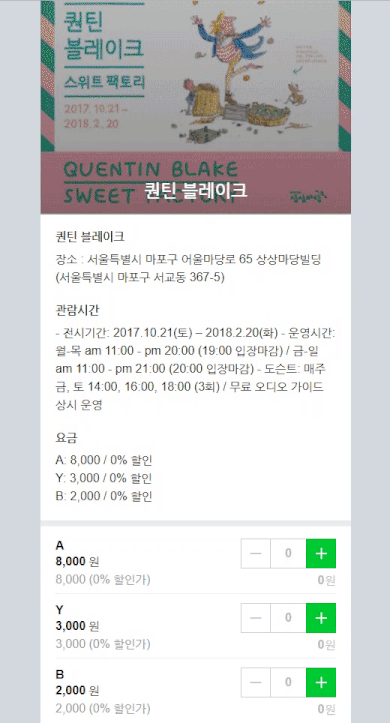 퀀틴
블레이크
스위트 팩토리
2017.10.21 –
2018.2.20
QUENTIN BLAKE
SWEET FACTORY
퀀틴 블레이크
상상마당
퀀틴 블레이크
장소 : 서울특별시 마포구 어울마당로 65 상상마당빌딩
(서울특별시 마포구 서교동 367-5)
관람시간
- 전시기간: 2017.10.21(토) – 2018.2.20(화) - 운영시간:
월-목 am 11:00 - pm 20:00 (19:00 입장마감) / 금-일
am 11:00 - pm 21:00 (20:00 입장마감) - 도슨트: 매주
금, 토 14:00, 16:00, 18:00 (3회) / 무료 오디오 가이드
상시 운영
요금
A: 8,000 / 0% 할인
Y: 3,000 / 0% 할인
B: 2,000 / 0% 할인
A
8,000 원
8,000 (0% 할인가)
— 0 +
0원
Y
3,000 원
3,000 (0% 할인가)
— 0 +
0원
B
2,000 원
2,000 (0% 할인가)
— 0 +
0원